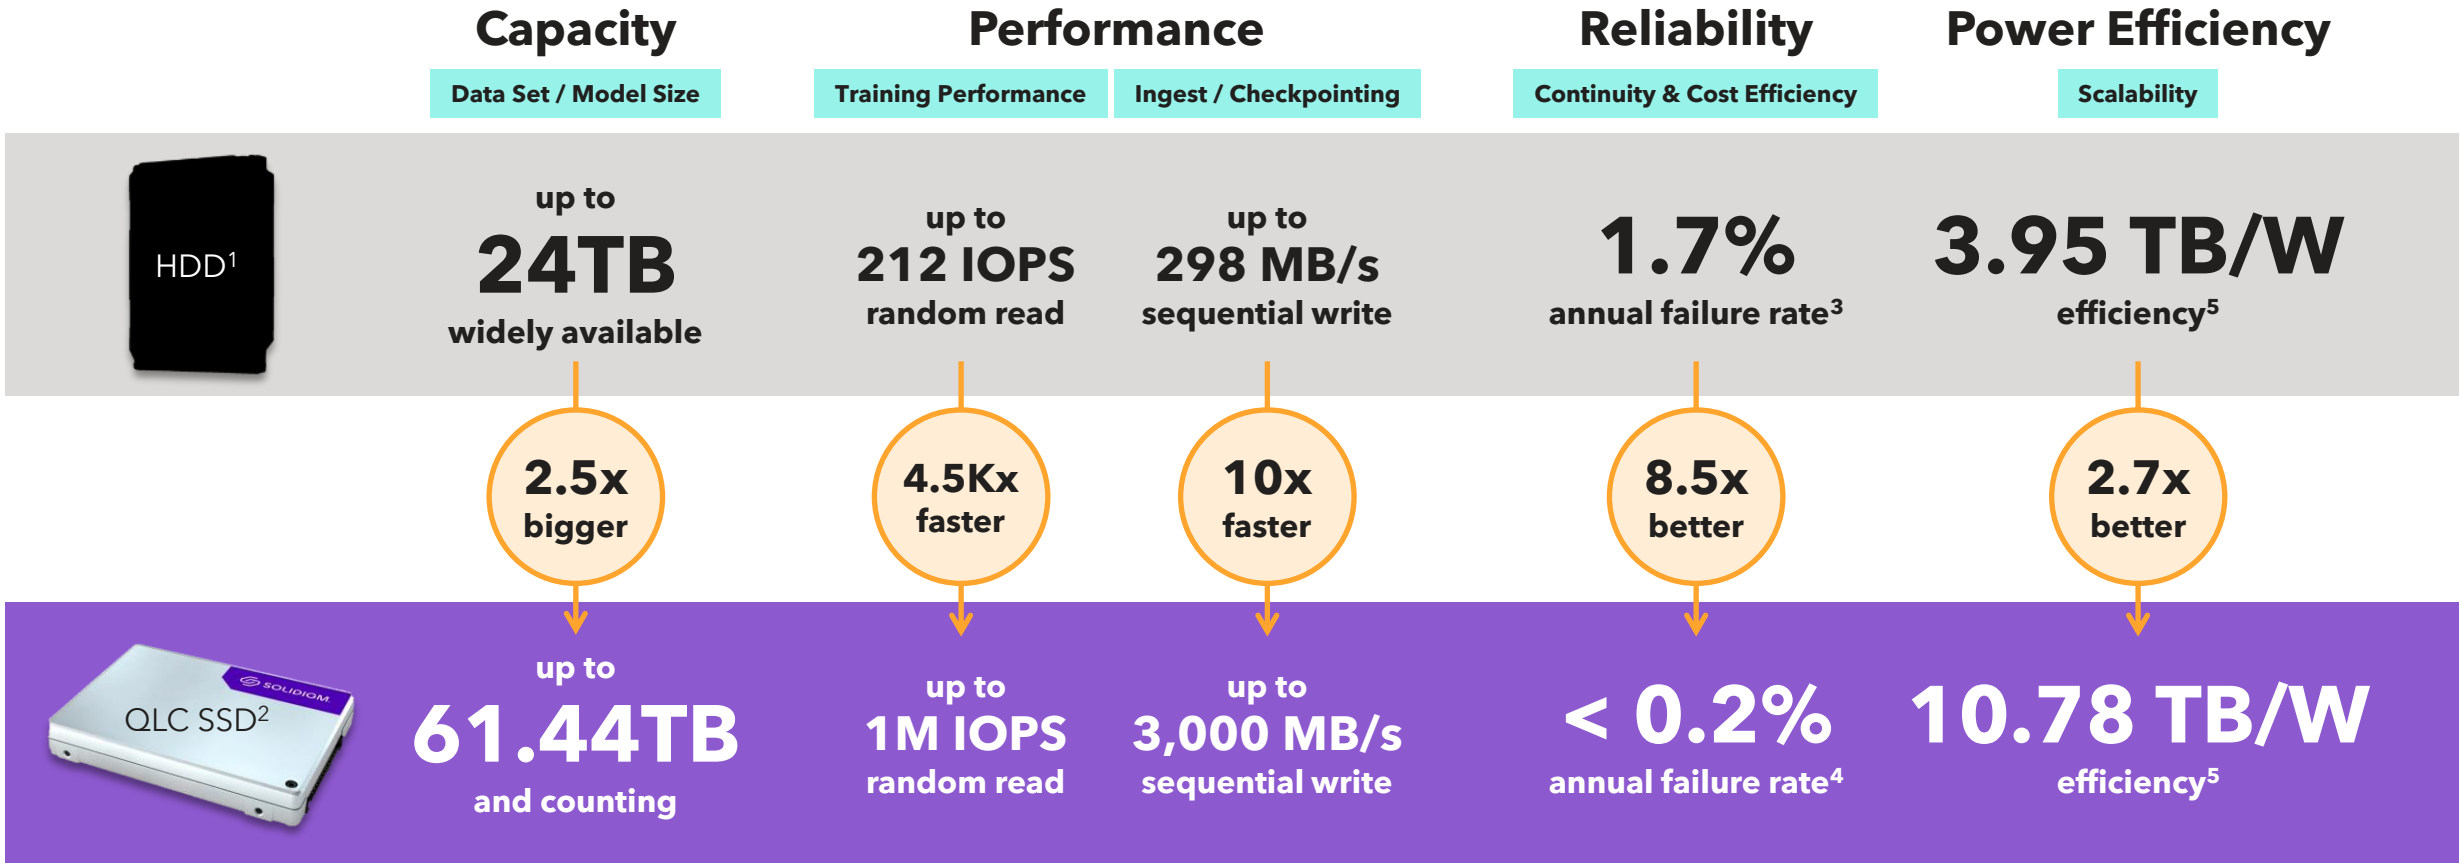 Capacity
Performance
Reliability
Power Efficiency
Data Set / Model Size
Training Performance
Ingest / Checkpointing
Continuity & Cost Efficiency
Scalability
HDD¹
up to
24TB
widely available
up to
212 IOPS
random read
up to
298 MB/s
sequential write
1.7%
annual failure rate³
3.95 TB/W
efficiency⁵
2.5x
bigger
4.5Kx
faster
10x
faster
8.5x
better
2.7x
better
SOLIDIGM
QLC SSD²
up to
61.44TB
and counting
up to
1M IOPS
random read
up to
3,000 MB/s
sequential write
< 0.2%
annual failure rate⁴
10.78 TB/W
efficiency⁵